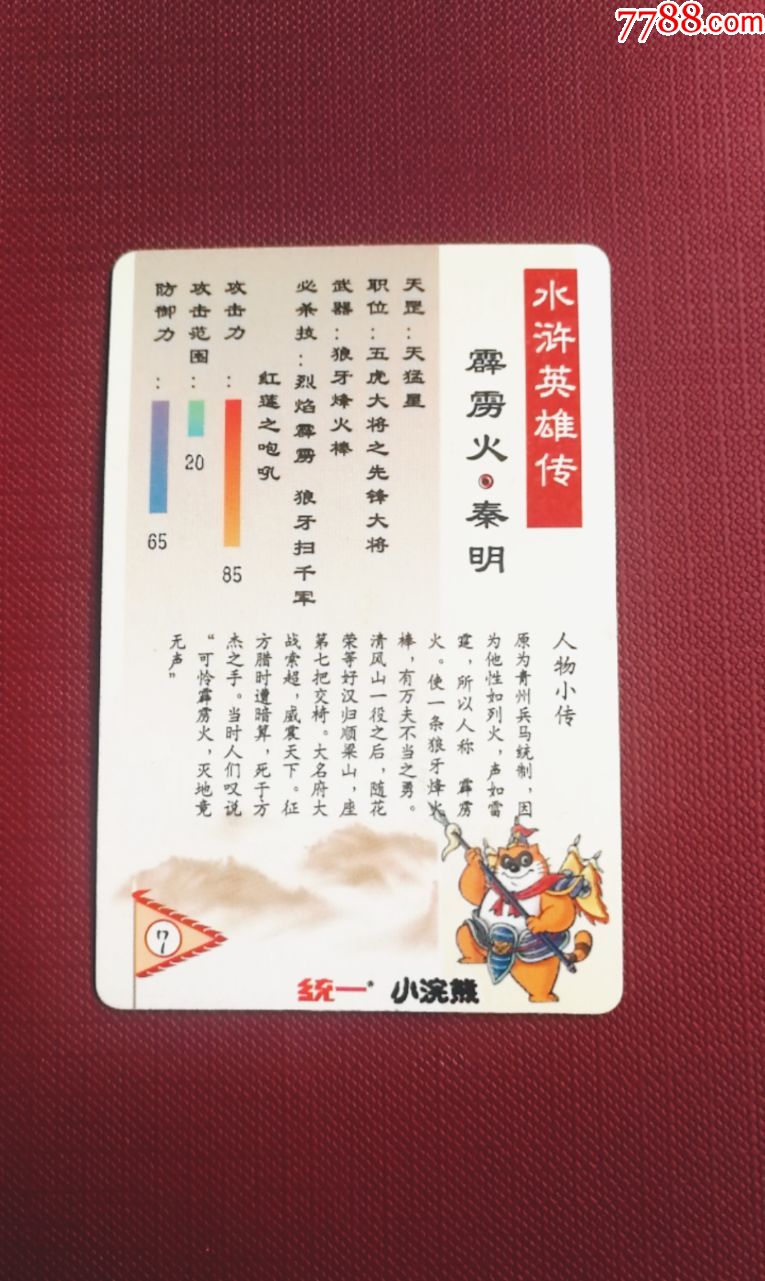 7788.com
水浒英雄传
霹雳火·秦明
天罡：天猛星
职位：五虎大将之先锋大将
武器：狼牙烽火棒
必杀技：烈焰霹雳 狼牙扫千军
红莲之咆吼
攻击力：85
攻击范围：20
防御力：65
人物小传
原为青州兵马统制，因
为他性如列火，声如雷
霆，所以人称 霹雳
火。使一条狼牙烽火
棒，有万夫不当之勇。
清风山一役之后，随花
荣等好汉归顺梁山，座
第七把交椅。大名府大
战索超，威震天下。征
方腊时遭暗算，死于方
杰之手。当时人们叹说
“可怜霹雳火，灭地竟
无声”
7
统一* 小浣熊